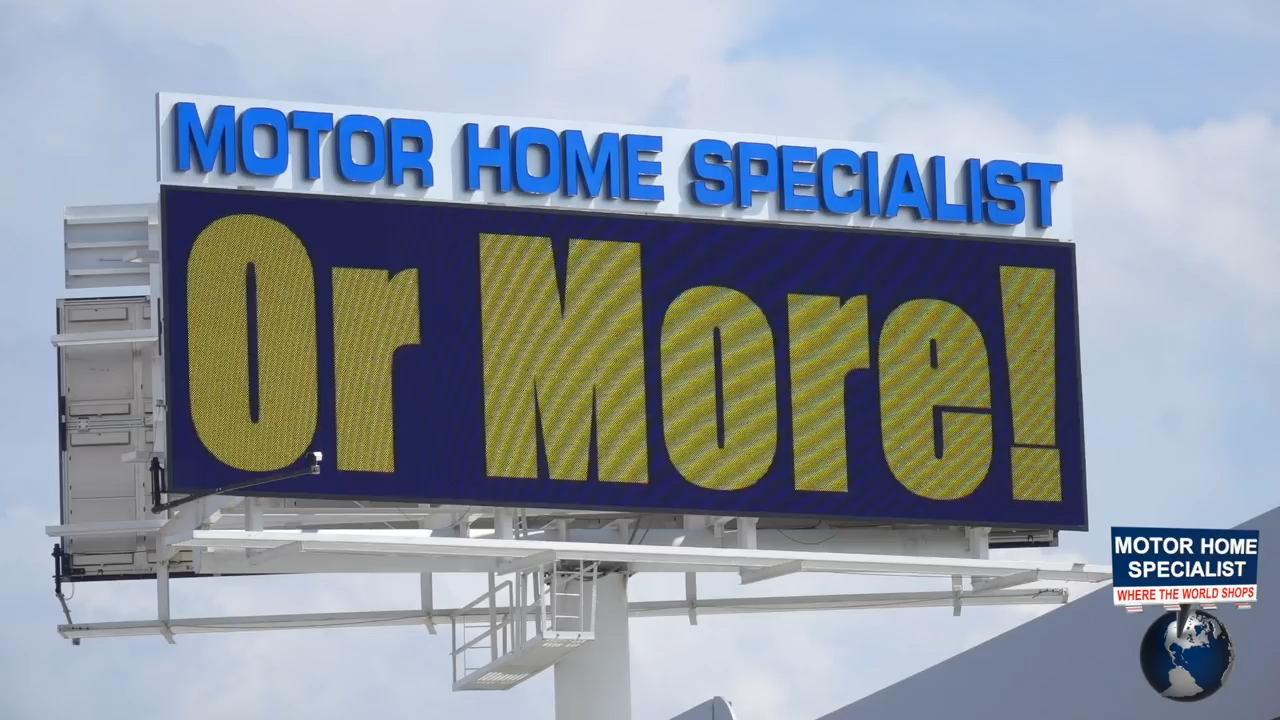 MOTOR HOME SPECIALIST
Or More!
MOTOR HOME
SPECIALIST
WHERE THE WORLD SHOPS